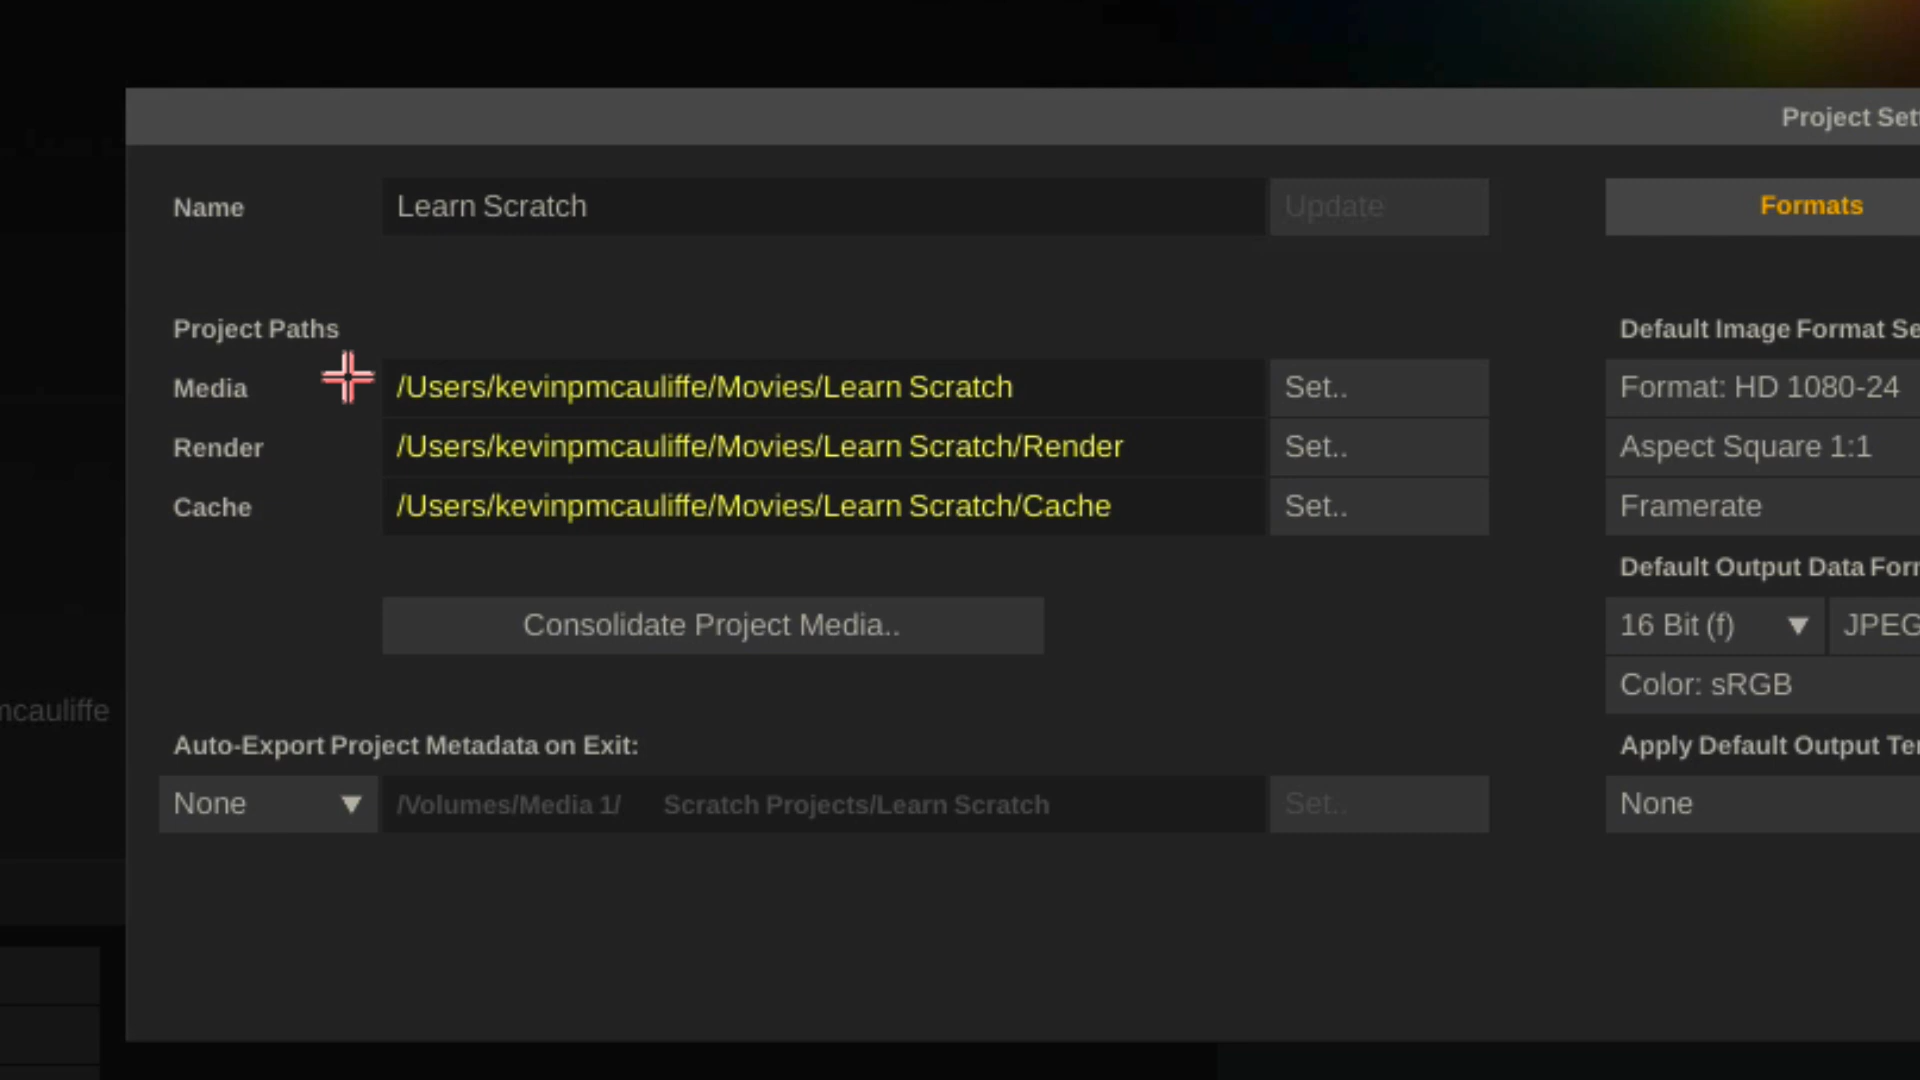 Project Set
Name
Learn Scratch
Update
Formats
Project Paths
Default Image Format Se
Media
/Users/kevinpmcauliffe/Movies/Learn Scratch
Set..
Format: HD 1080-24
Render
/Users/kevinpmcauliffe/Movies/Learn Scratch/Render
Set..
Aspect Square 1:1
Cache
/Users/kevinpmcauliffe/Movies/Learn Scratch/Cache
Set..
Framerate
Default Output Data For
Consolidate Project Media..
16 Bit (f)
JPEG
Color: sRGB
mcauliffe
Auto-Export Project Metadata on Exit:
Apply Default Output Te
None
/Volumes/Media 1/ Scratch Projects/Learn Scratch
Set..
None